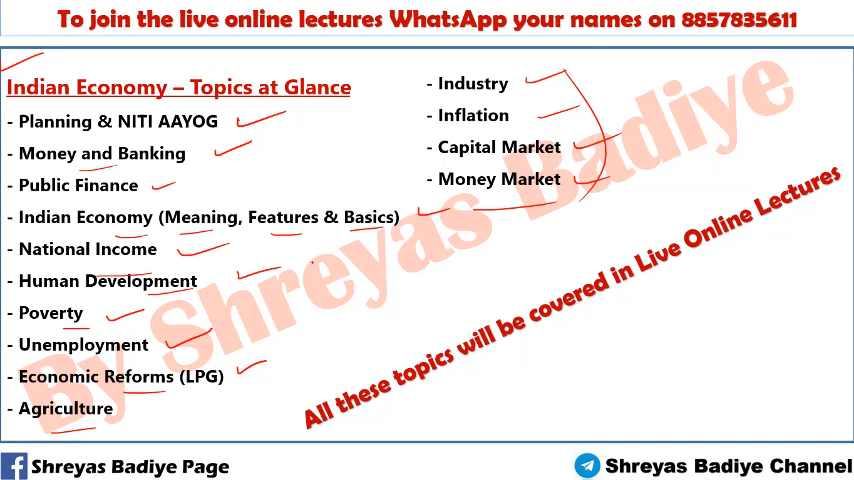 To join the live online lectures WhatsApp your names on 8857835611
Indian Economy – Topics at Glance
- Planning & NITI AAYOG
- Money and Banking
- Public Finance
- Indian Economy (Meaning, Features & Basics)
- National Income
- Human Development
- Poverty
- Unemployment
- Economic Reforms (LPG)
- Agriculture
- Industry
- Inflation
- Capital Market
- Money Market
By Shreyas Badiye
All these topics will be covered in Live Online Lectures
Shreyas Badiye Page
Shreyas Badiye Channel